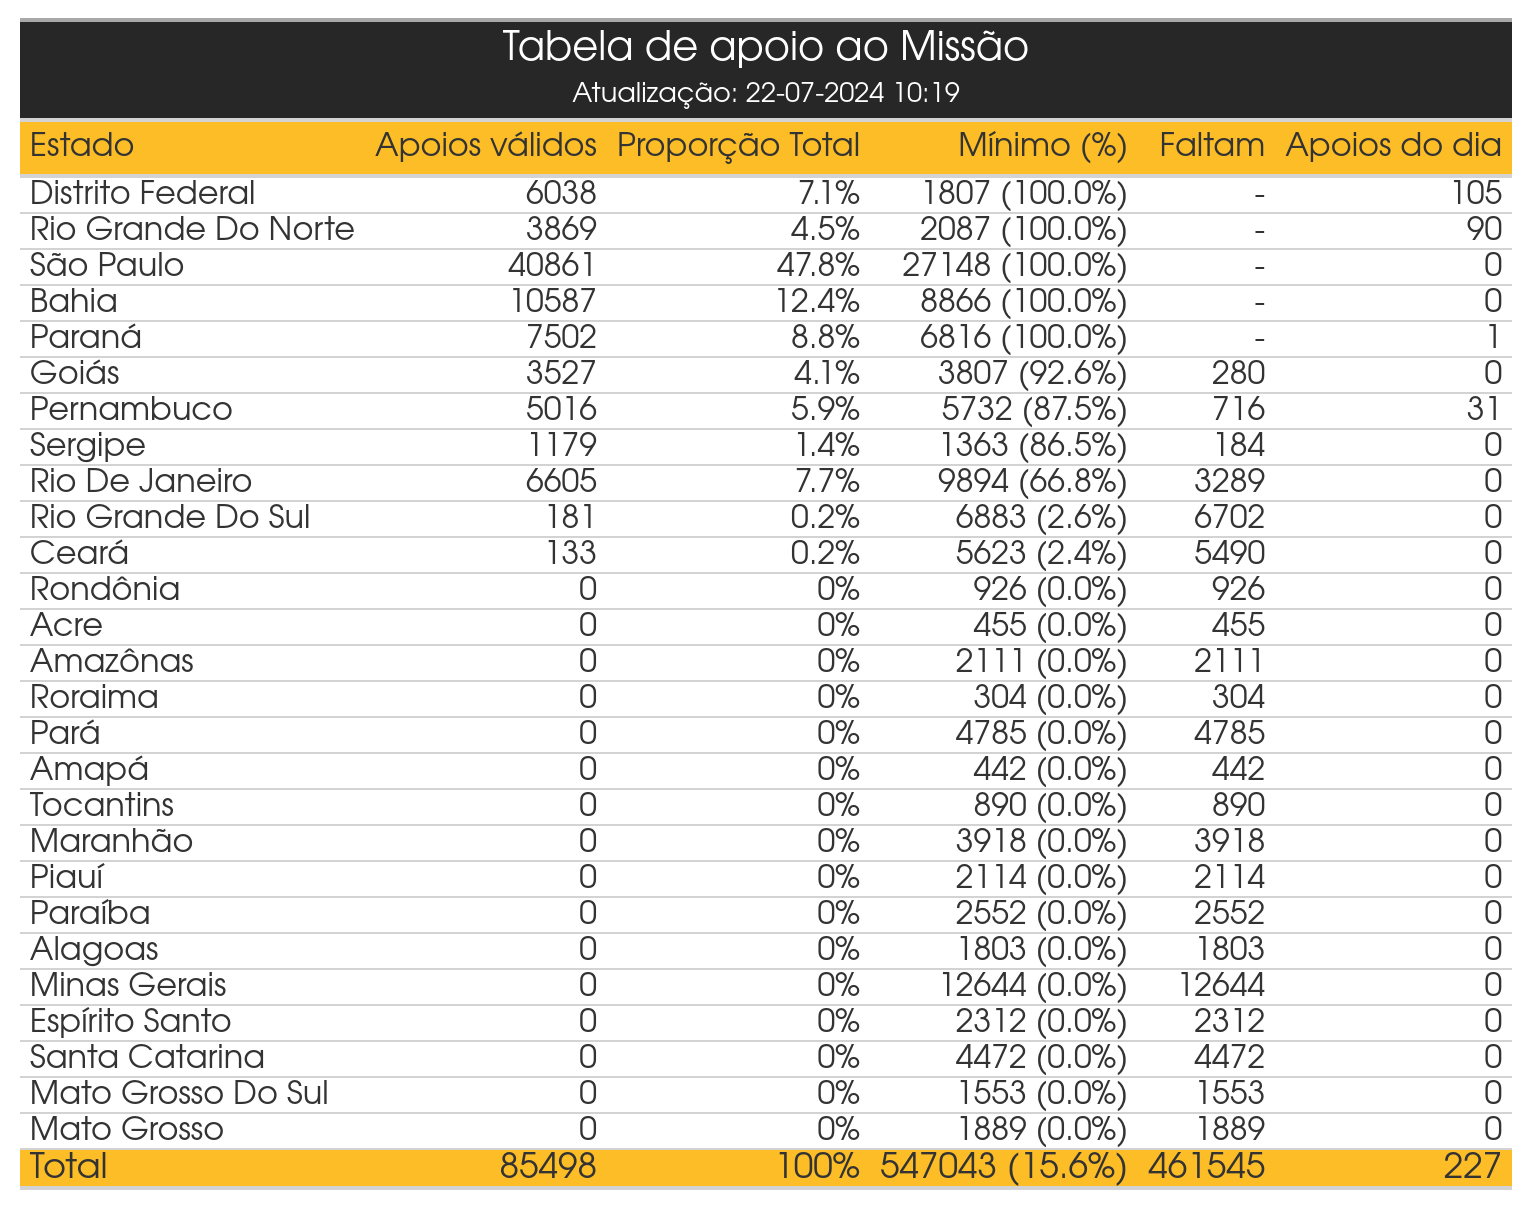 Tabela de apoio ao Missão
Atualização: 22-07-2024 10:19
Estado Apoios válidos Proporção Total Mínimo (%) Faltam Apoios do dia
Distrito Federal 6038 7.1% 1807 (100.0%) - 105
Rio Grande Do Norte 3869 4.5% 2087 (100.0%) - 90
São Paulo 40861 47.8% 27148 (100.0%) - 0
Bahia 10587 12.4% 8866 (100.0%) - 0
Paraná 7502 8.8% 6816 (100.0%) - 1
Goiás 3527 4.1% 3807 (92.6%) 280 0
Pernambuco 5016 5.9% 5732 (87.5%) 716 31
Sergipe 1179 1.4% 1363 (86.5%) 184 0
Rio De Janeiro 6605 7.7% 9894 (66.8%) 3289 0
Rio Grande Do Sul 181 0.2% 6883 (2.6%) 6702 0
Ceará 133 0.2% 5623 (2.4%) 5490 0
Rondônia 0 0% 926 (0.0%) 926 0
Acre 0 0% 455 (0.0%) 455 0
Amazônas 0 0% 2111 (0.0%) 2111 0
Roraima 0 0% 304 (0.0%) 304 0
Pará 0 0% 4785 (0.0%) 4785 0
Amapá 0 0% 442 (0.0%) 442 0
Tocantins 0 0% 890 (0.0%) 890 0
Maranhão 0 0% 3918 (0.0%) 3918 0
Piauí 0 0% 2114 (0.0%) 2114 0
Paraíba 0 0% 2552 (0.0%) 2552 0
Alagoas 0 0% 1803 (0.0%) 1803 0
Minas Gerais 0 0% 12644 (0.0%) 12644 0
Espírito Santo 0 0% 2312 (0.0%) 2312 0
Santa Catarina 0 0% 4472 (0.0%) 4472 0
Mato Grosso Do Sul 0 0% 1553 (0.0%) 1553 0
Mato Grosso 0 0% 1889 (0.0%) 1889 0
Total 85498 100% 547043 (15.6%) 461545 227